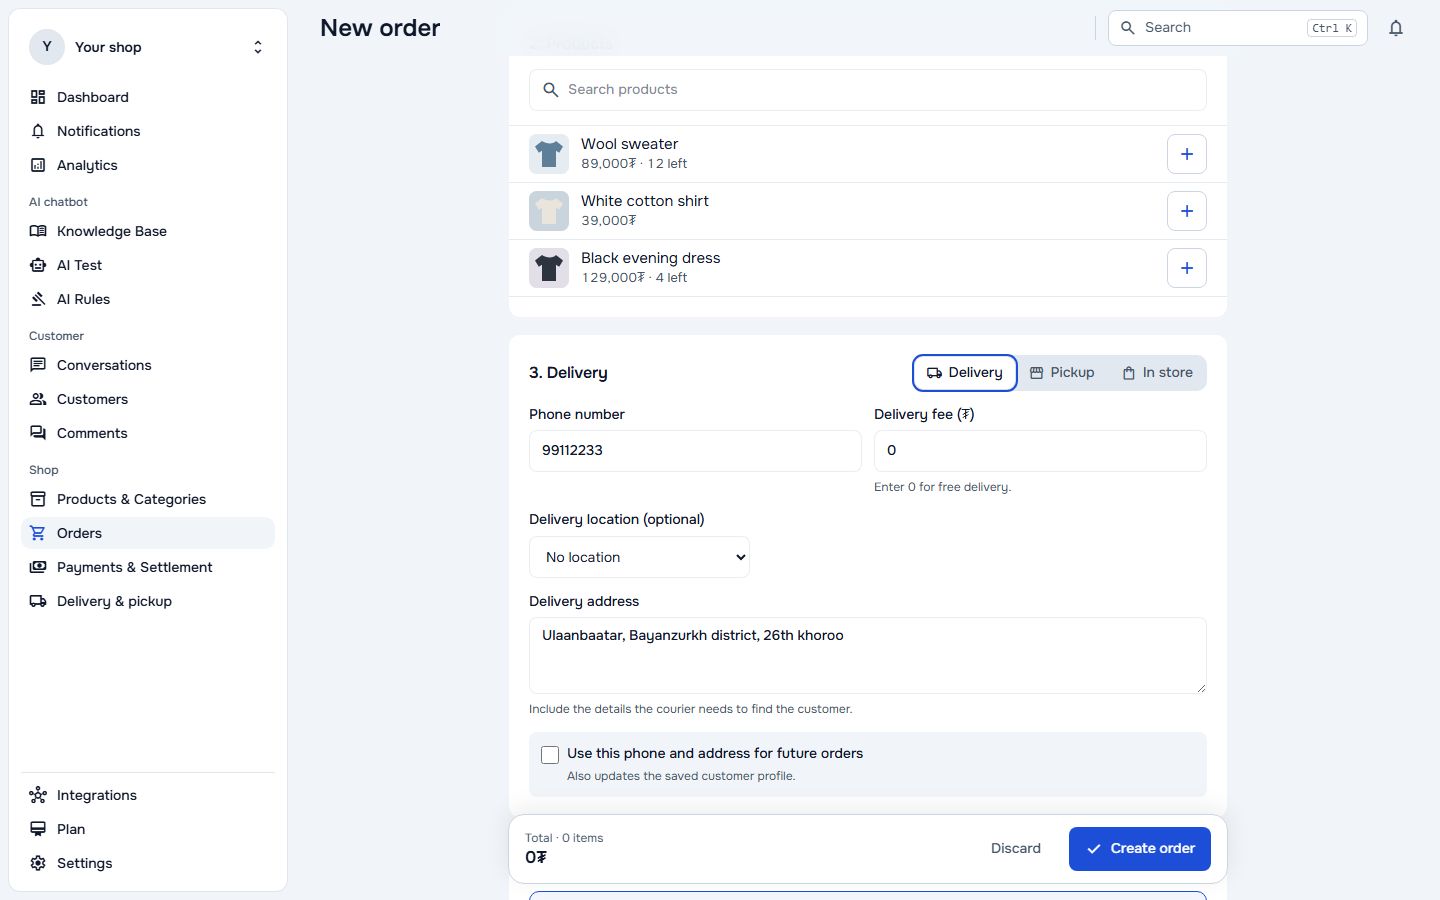 Y
Your shop
Dashboard
Notifications
Analytics
AI chatbot
Knowledge Base
AI Test
AI Rules
Customer
Conversations
Customers
Comments
Shop
Products & Categories
Orders
Payments & Settlement
Delivery & pickup
Integrations
Plan
Settings
New order
Search
Ctrl K
2. Products
Search products
Wool sweater
89,000₮ · 12 left
White cotton shirt
39,000₮
Black evening dress
129,000₮ · 4 left
3. Delivery
Delivery
Pickup
In store
Phone number
99112233
Delivery fee (₮)
0
Enter 0 for free delivery.
Delivery location (optional)
No location
Delivery address
Ulaanbaatar, Bayanzurkh district, 26th khoroo
Include the details the courier needs to find the customer.
Use this phone and address for future orders
Also updates the saved customer profile.
Total · 0 items
0₮
Discard
Create order